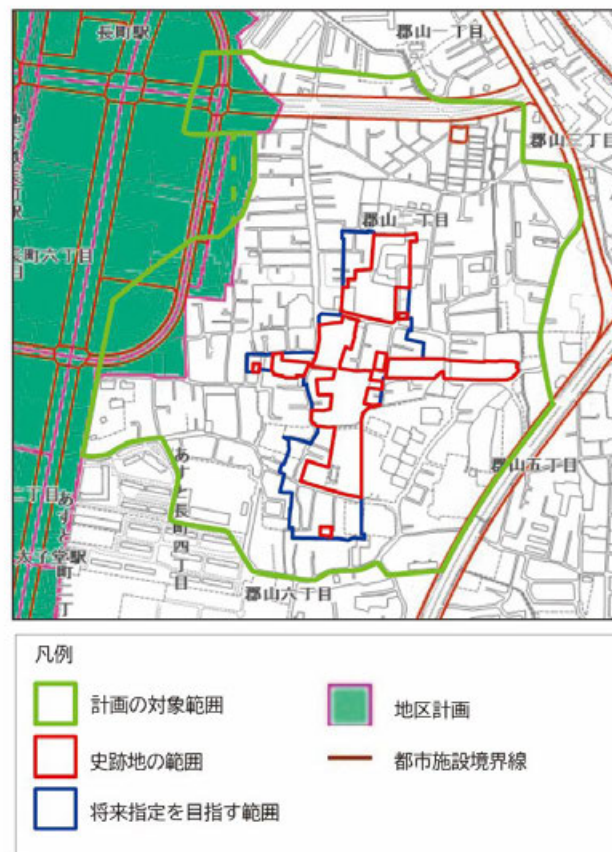 長町駅
郡山一丁目
郡山三丁目
郡山二丁目
長町六丁目
郡山五丁目
あすと長町四丁目
太子堂駅
郡山六丁目
凡例
計画の対象範囲
地区計画
史跡地の範囲
都市施設境界線
将来指定を目指す範囲